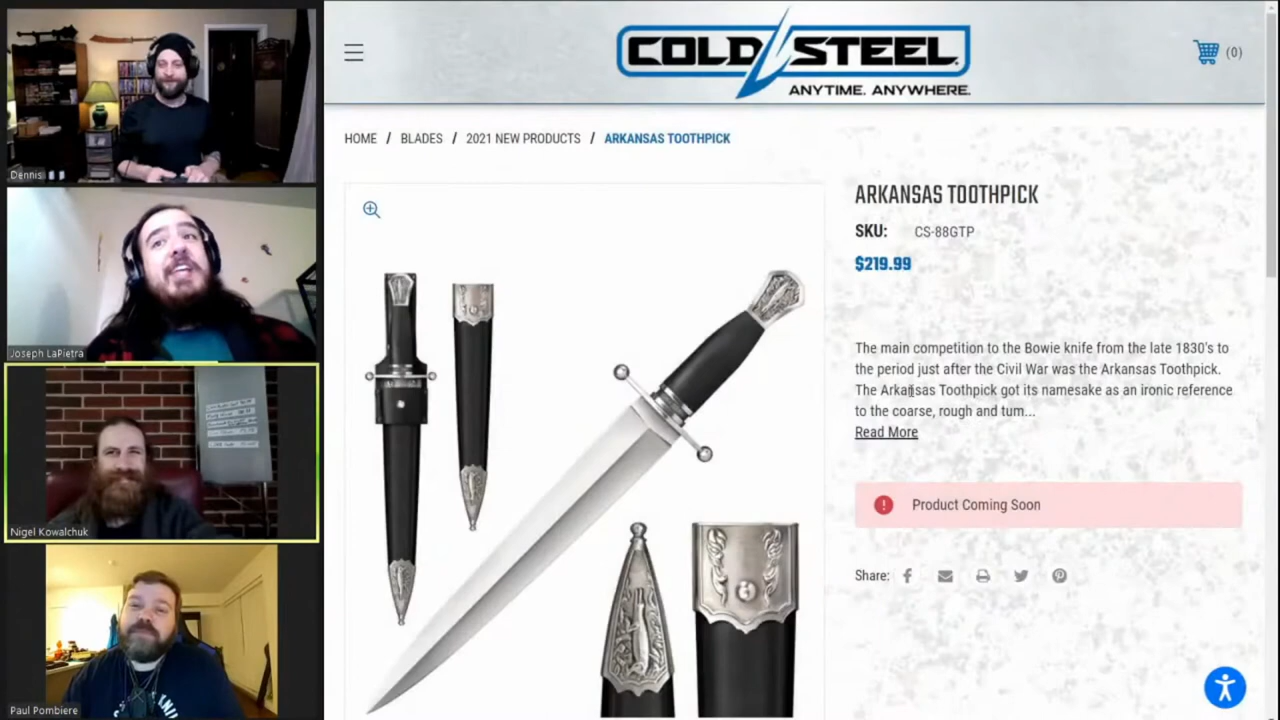 Dennis
Joseph LaPietra
Nigel Kowalchuk
Paul Pombiere
COLD STEEL
ANYTIME. ANYWHERE.
(0)
HOME / BLADES / 2021 NEW PRODUCTS / ARKANSAS TOOTHPICK
ARKANSAS TOOTHPICK
SKU: CS-88GTP
$219.99
The main competition to the Bowie knife from the late 1830's to
the period just after the Civil War was the Arkansas Toothpick.
The Arkansas Toothpick got its namesake as an ironic reference
to the coarse, rough and tum...
Read More
Product Coming Soon
Share: